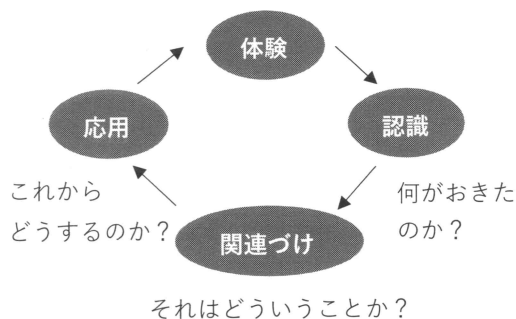 体験
認識
何がおきた
のか？
関連づけ
それはどういうことか？
応用
これから
どうするのか？